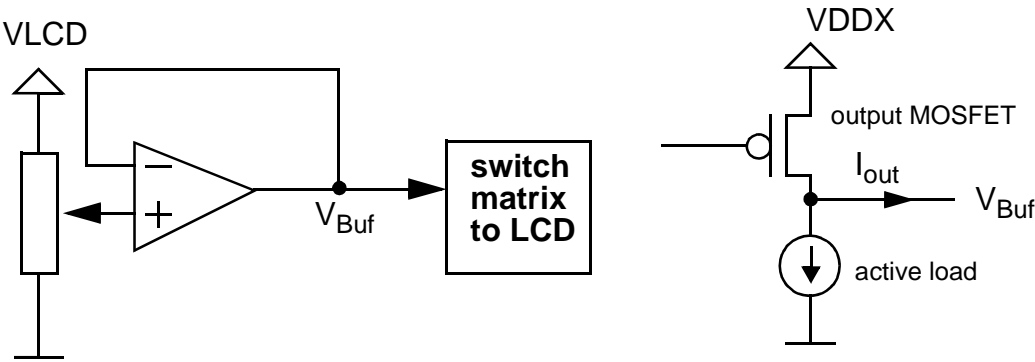 VLCD
−
+
V_Buf
switch
matrix
to LCD
VDDX
output MOSFET
I_out
V_Buf
active load